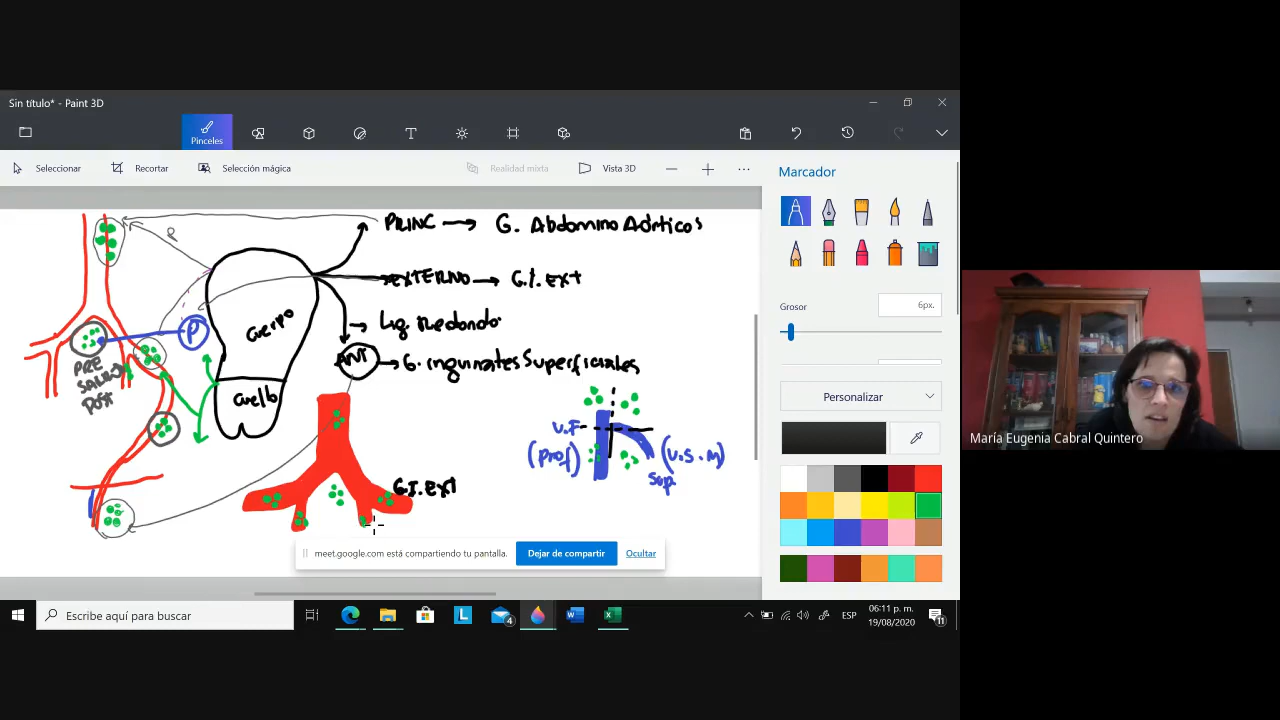 Sin título* - Paint 3D
Pinceles
Seleccionar
Recortar
Selección mágica
Realidad mixta
Vista 3D
Marcador
Grosor
6px.
Personalizar
PRINC → G. Abdomino Aórticos
R
EXTERNO → G.I. Ext
Lig. Redondo
ANT → G. inguinales Superficiales
Cuerpo
P
PRE
POST
Cuello
V.F
(prof)
(V.S.M)
Sup
G.I. Ext
meet.google.com está compartiendo tu pantalla.
Dejar de compartir
Ocultar
María Eugenia Cabral Quintero
Escribe aquí para buscar
L
4
ESP
06:11 p. m.
19/08/2020
11